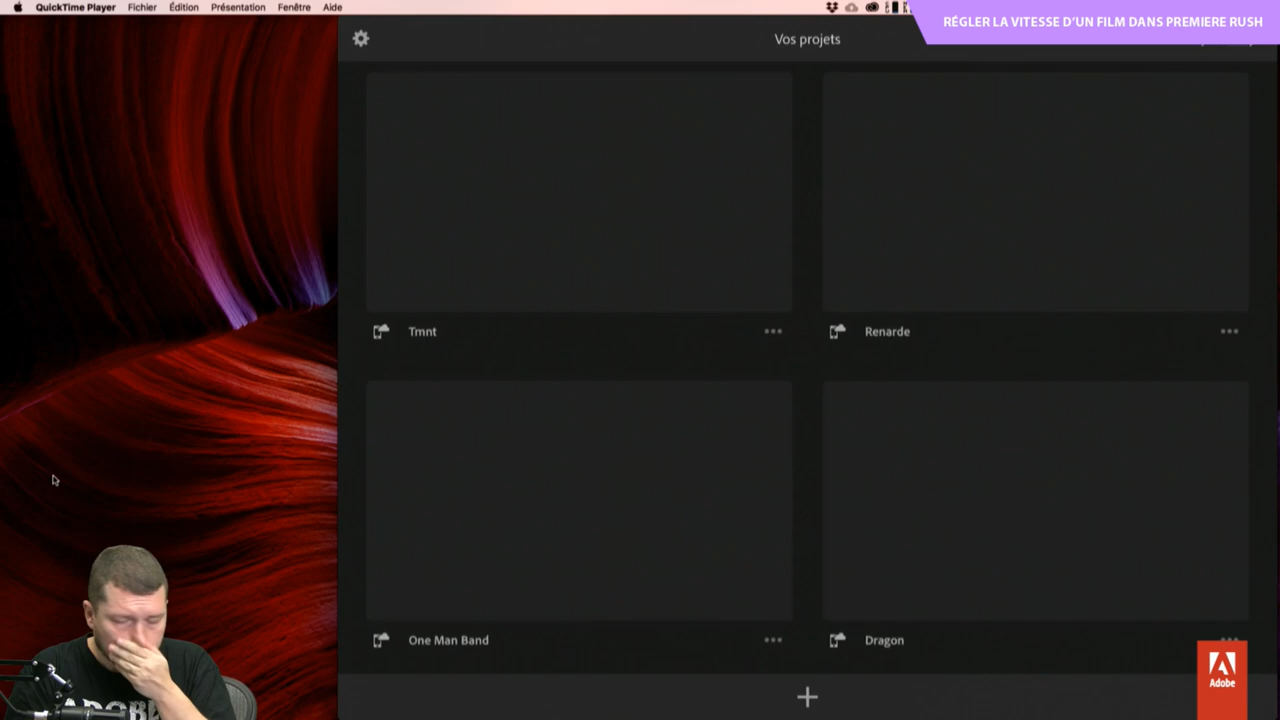 QuickTime Player Fichier Édition Présentation Fenêtre Aide
RÉGLER LA VITESSE D'UN FILM DANS PREMIERE RUSH
Vos projets
Tmnt
Renarde
One Man Band
Dragon
Adobe